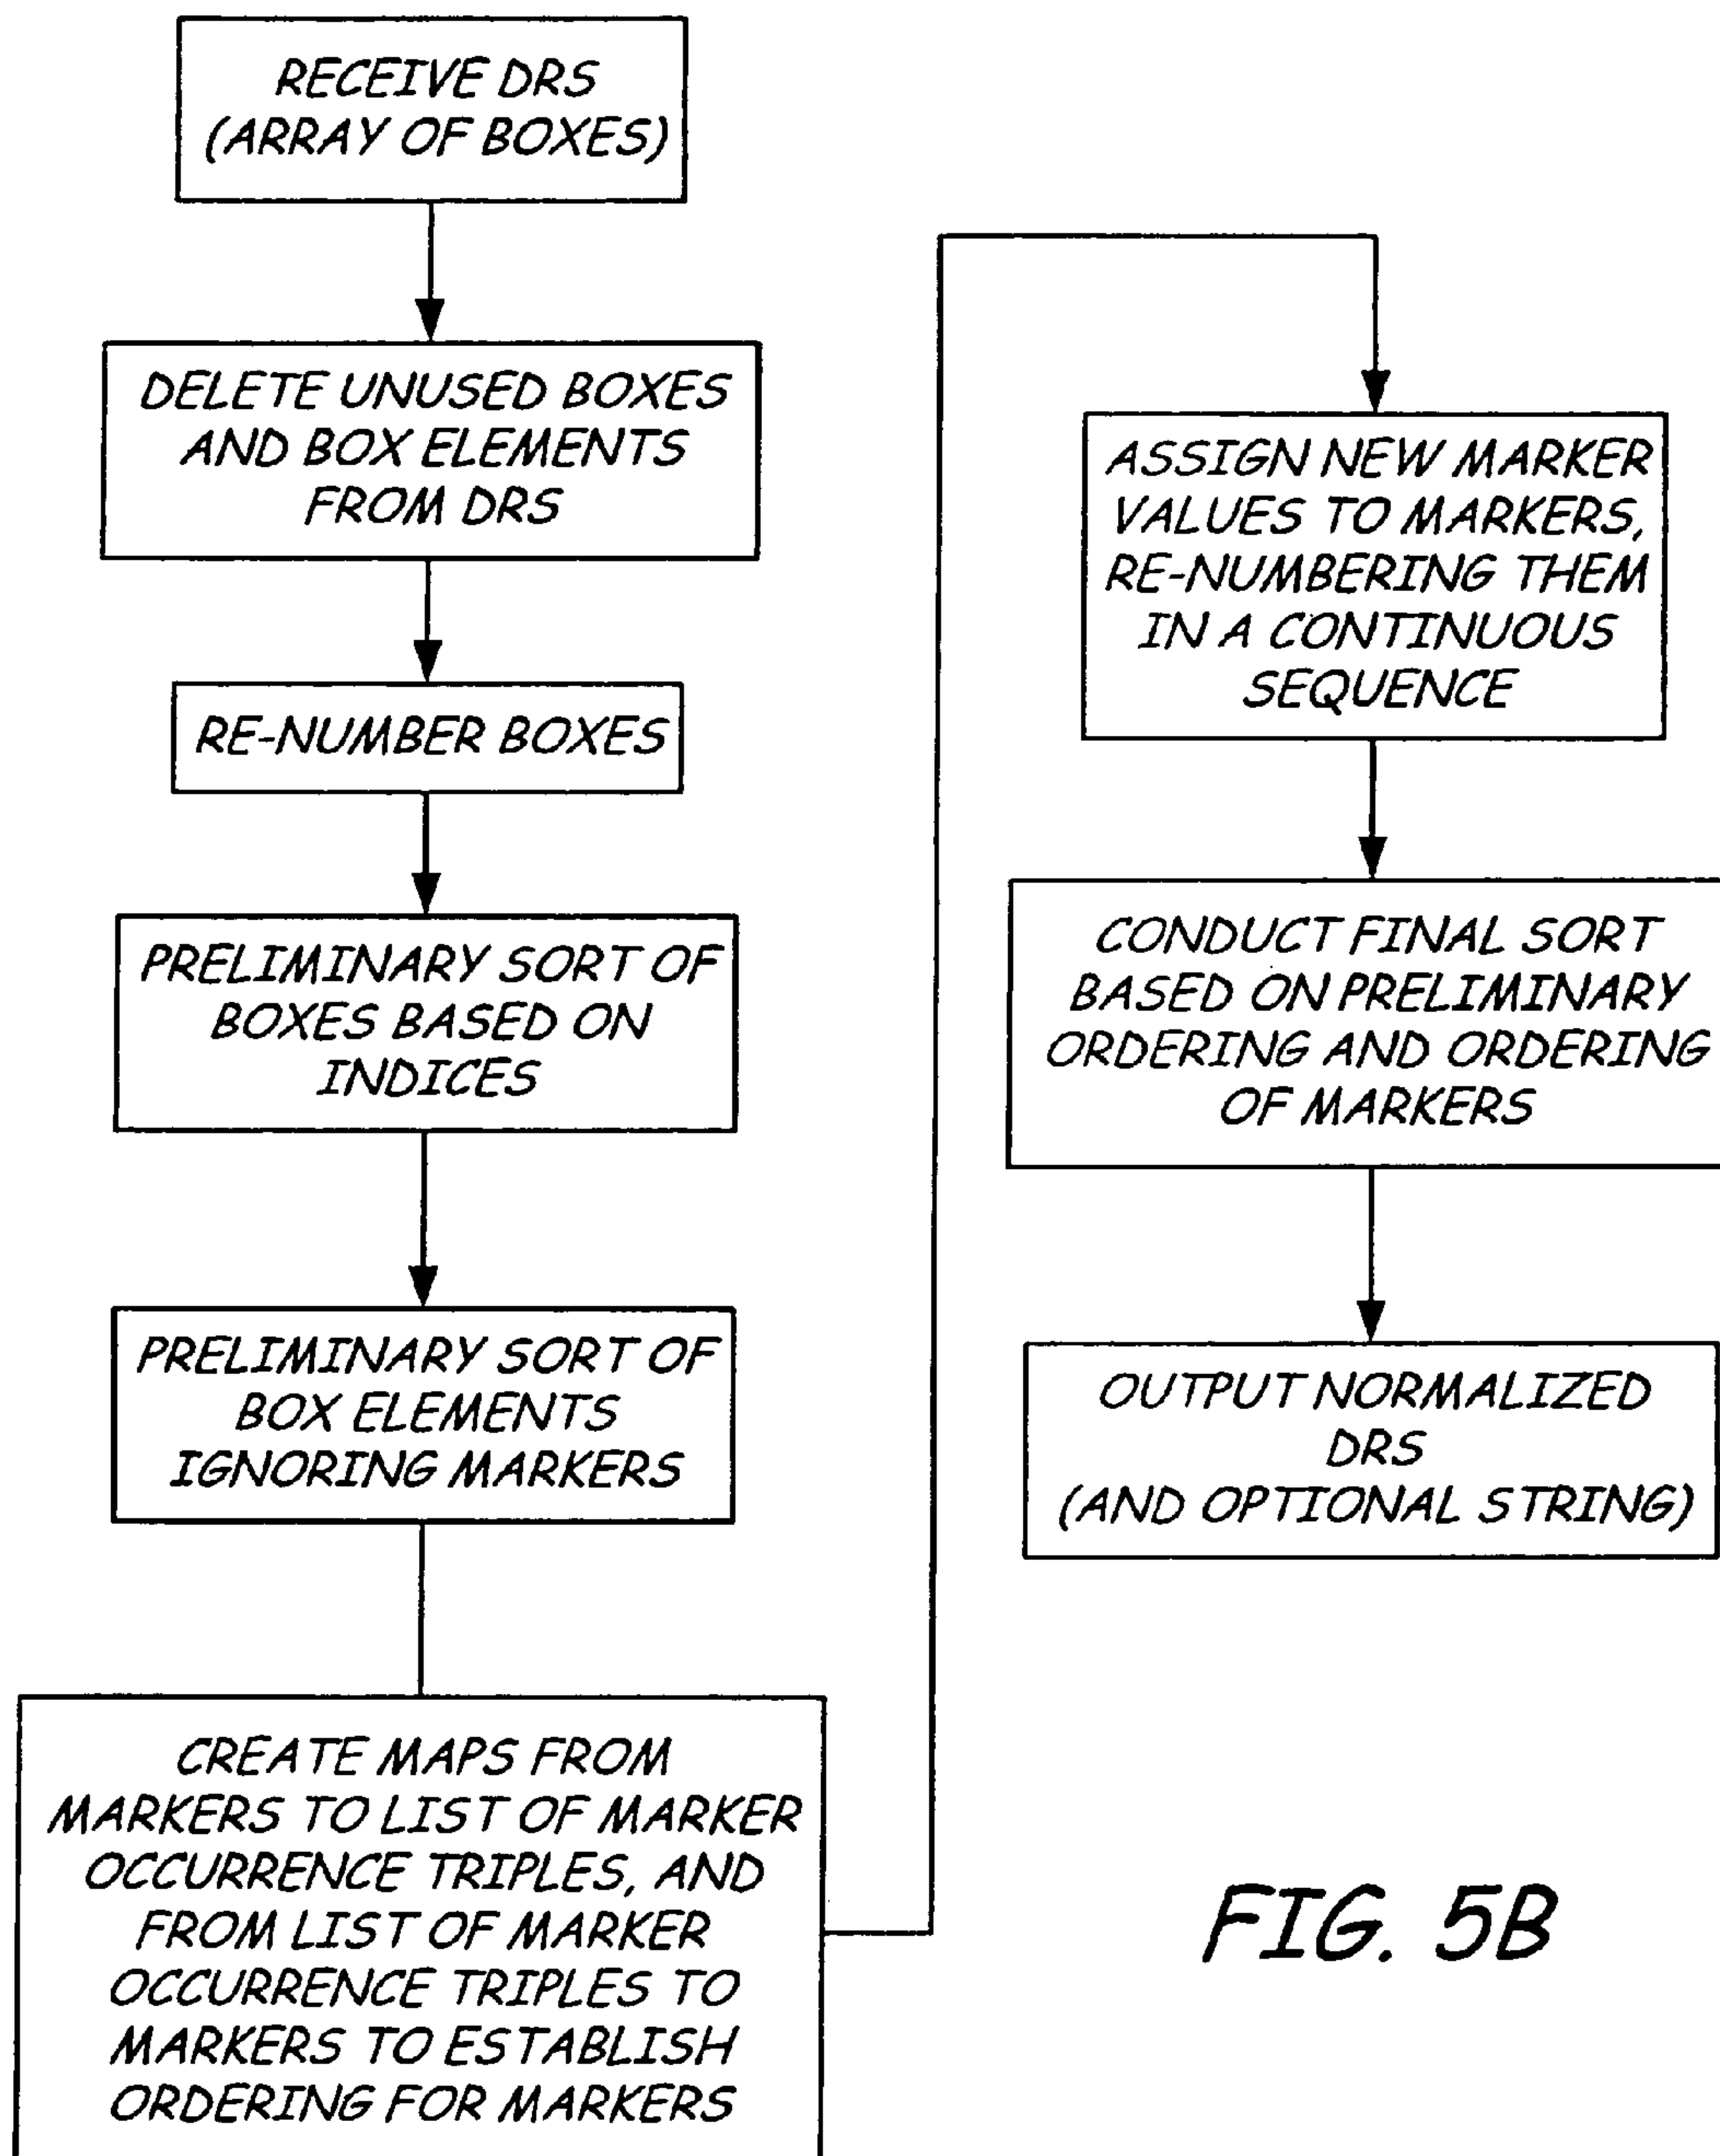 RECEIVE DRS
(ARRAY OF BOXES)
DELETE UNUSED BOXES
AND BOX ELEMENTS
FROM DRS
RE-NUMBER BOXES
PRELIMINARY SORT OF
BOXES BASED ON
INDICES
PRELIMINARY SORT OF
BOX ELEMENTS
IGNORING MARKERS
CREATE MAPS FROM
MARKERS TO LIST OF MARKER
OCCURRENCE TRIPLES, AND
FROM LIST OF MARKER
OCCURRENCE TRIPLES TO
MARKERS TO ESTABLISH
ORDERING FOR MARKERS
ASSIGN NEW MARKER
VALUES TO MARKERS,
RE-NUMBERING THEM
IN A CONTINUOUS
SEQUENCE
CONDUCT FINAL SORT
BASED ON PRELIMINARY
ORDERING AND ORDERING
OF MARKERS
OUTPUT NORMALIZED
DRS
(AND OPTIONAL STRING)
FIG. 5B